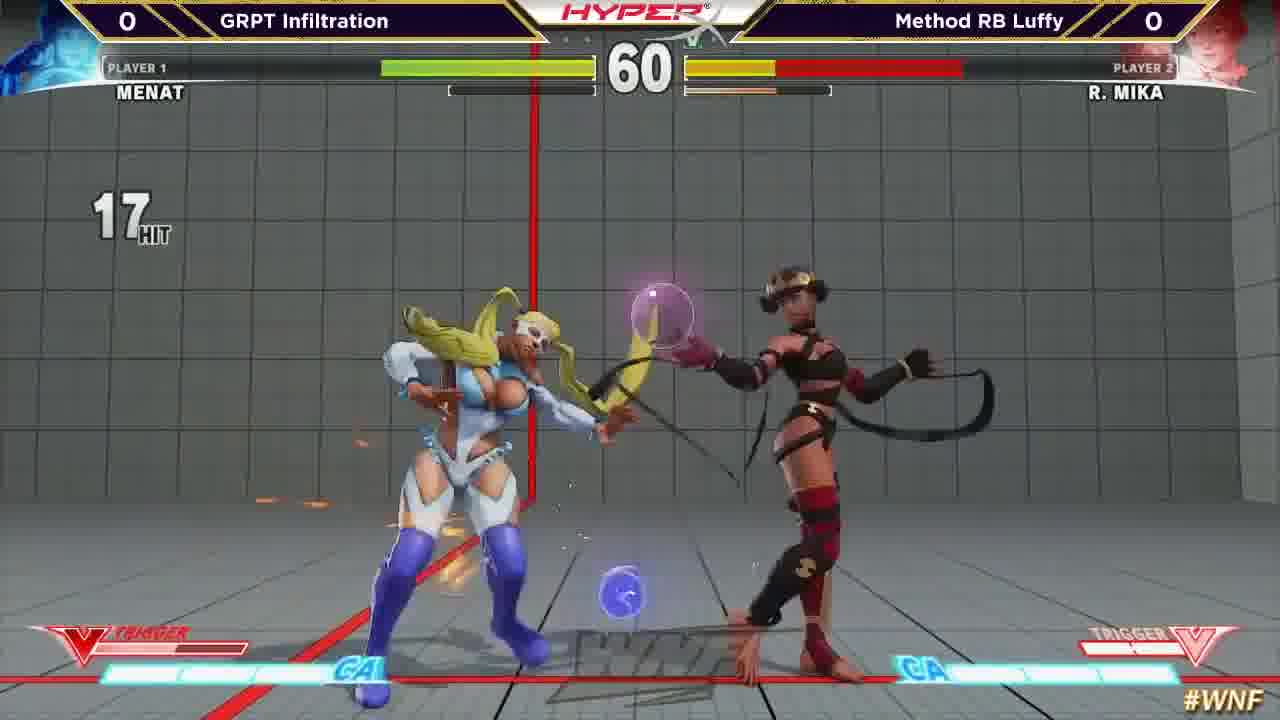 0 GRPT Infiltration HYPER X Method RB Luffy 0
PLAYER 1 60 PLAYER 2
MENAT R. MIKA
17 HIT
V TRIGGER TRIGGER V
CA CA
WNF
#WNF